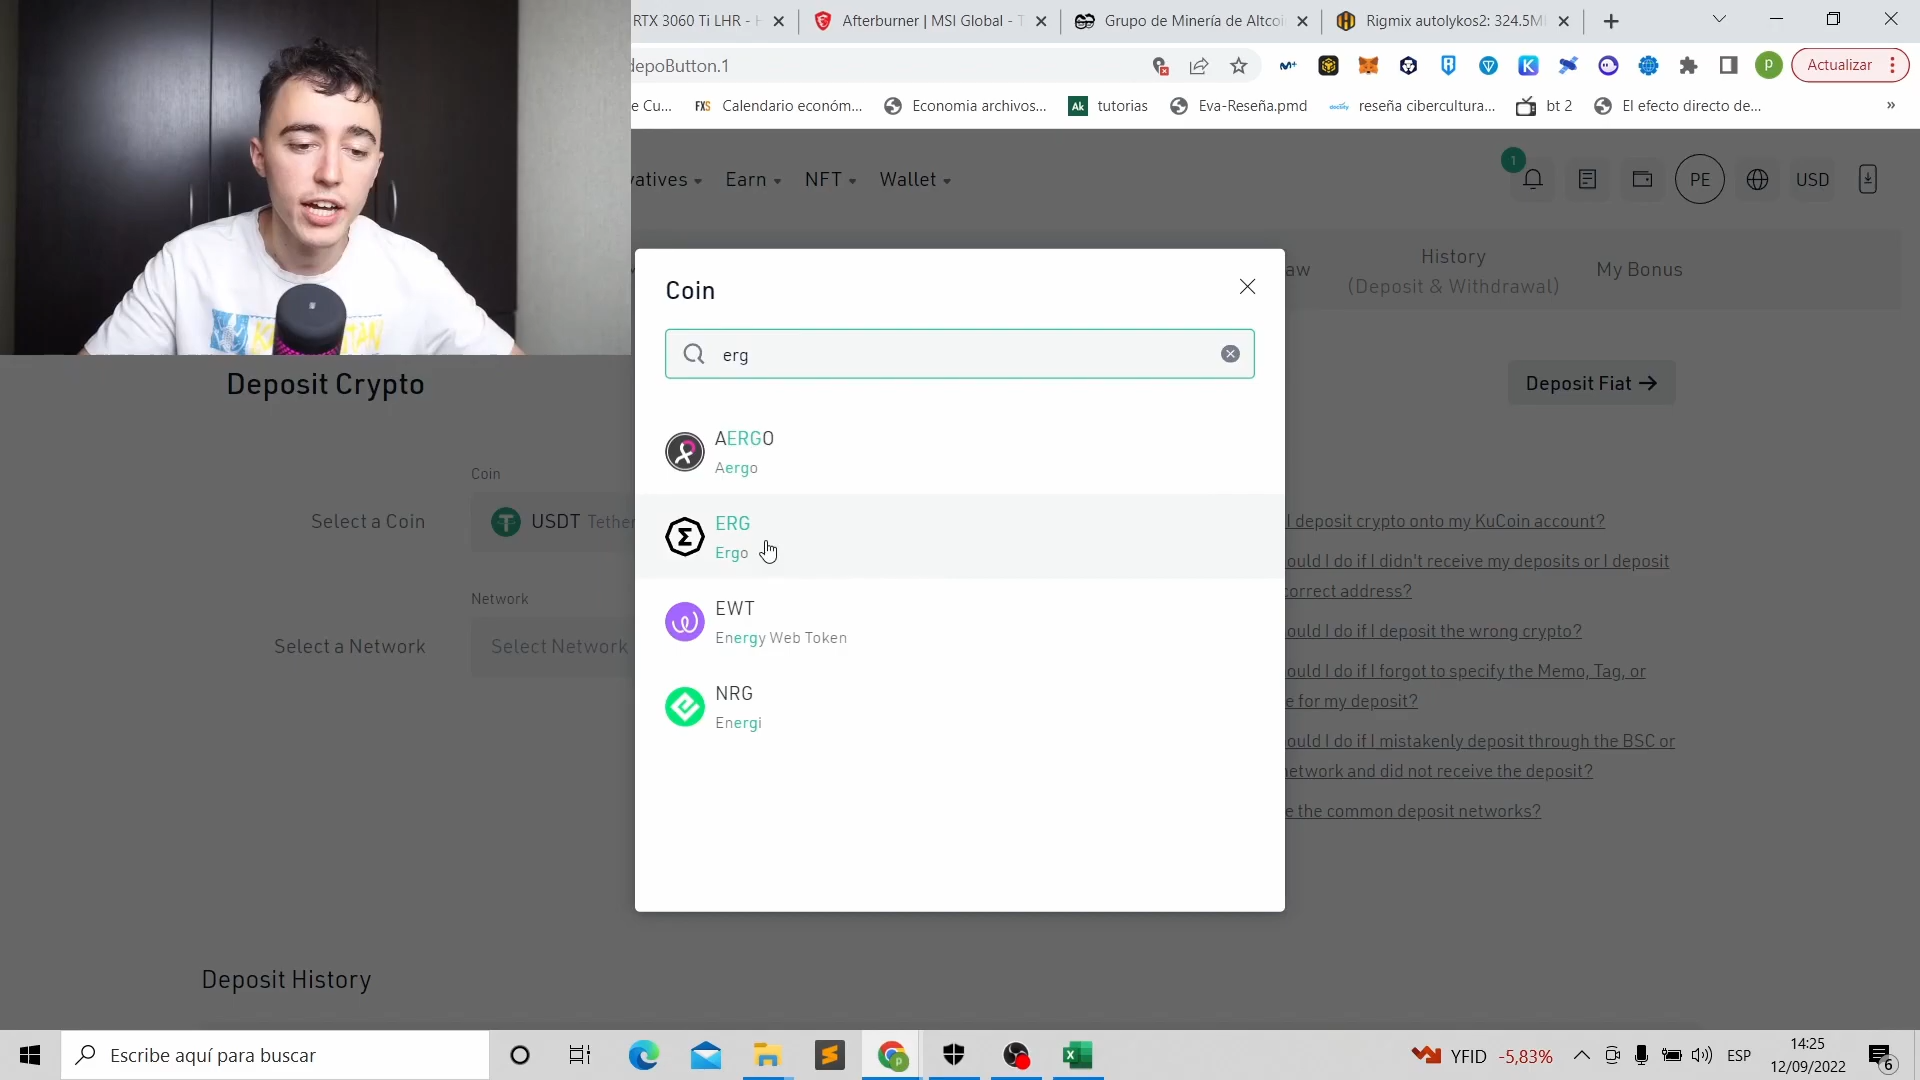 RTX 3060 Ti LHR - H
Afterburner | MSI Global - T
Grupo de Minería de Altcoi
Rigmix autolykos2: 324.5M
depoButton.1
P
Actualizar
e Cu...
FXS Calendario económ...
Economia archivos...
Ak tutorias
Eva-Reseña.pmd
reseña cibercultura...
bt 2
El efecto directo de...
»
vatives
Earn
NFT
Wallet
1
PE
USD
aw
History
(Deposit & Withdrawal)
My Bonus
Coin
erg
AERGO
Aergo
ERG
Ergo
EWT
Energy Web Token
NRG
Energi
Deposit Crypto
Deposit Fiat →
Coin
Select a Coin
USDT Tether
Network
Select a Network
Select Network
I deposit crypto onto my KuCoin account?
ould I do if I didn't receive my deposits or I deposit
orrect address?
ould I do if I deposit the wrong crypto?
ould I do if I forgot to specify the Memo, Tag, or
e for my deposit?
ould I do if I mistakenly deposit through the BSC or
etwork and did not receive the deposit?
e the common deposit networks?
Deposit History
Escribe aquí para buscar
YFID -5,83%
ESP
14:25
12/09/2022
6